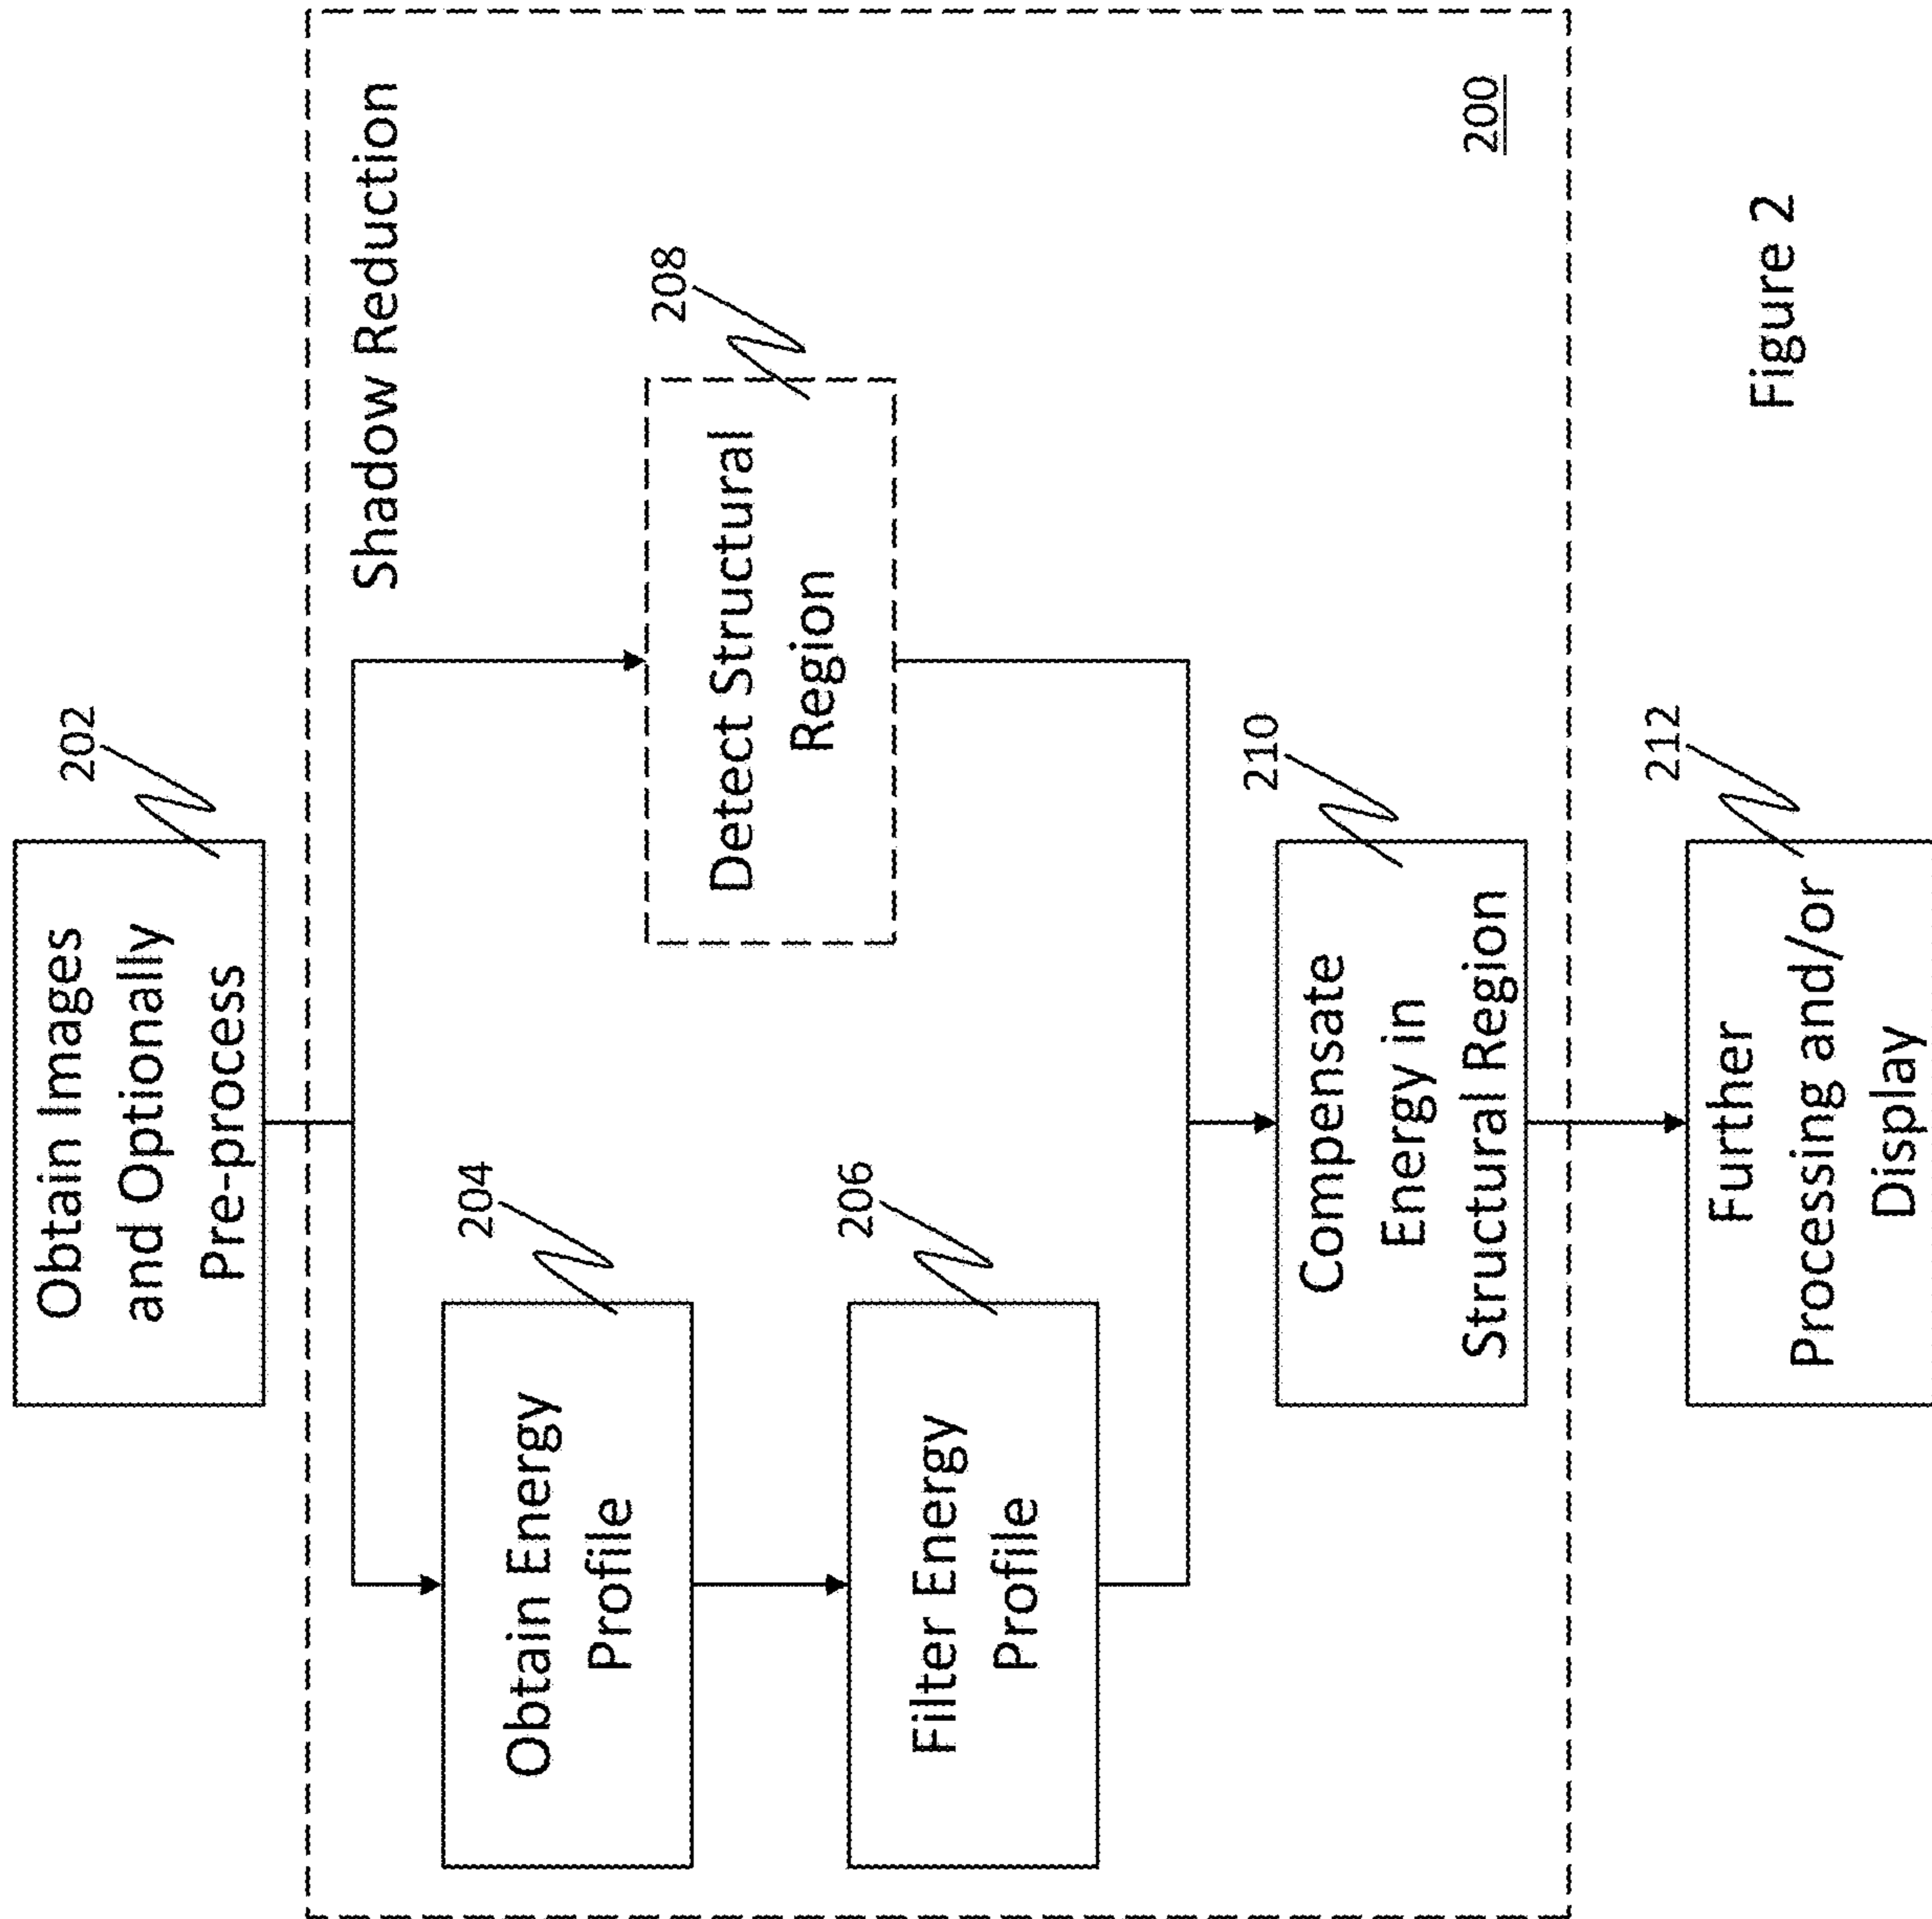 Obtain Images
and Optionally
Pre-process
202
Shadow Reduction
204
Obtain Energy
Profile
206
Filter Energy
Profile
208
Detect Structural
Region
210
Compensate
Energy in
Structural Region
200
212
Further
Processing and/or
Display
Figure 2